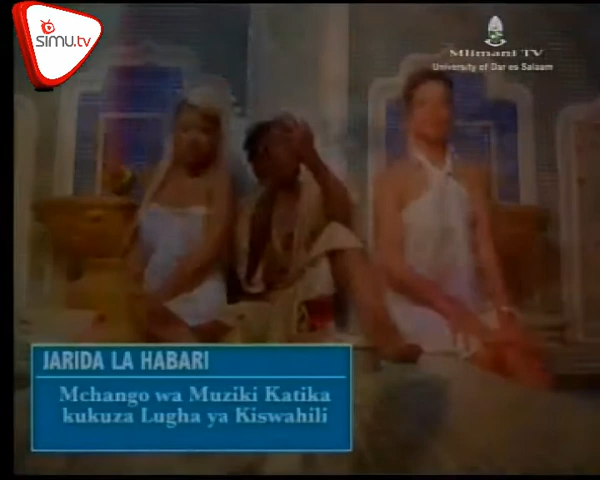 SIMU.tv
Mlimani TV
University of Dar es Salaam
JARIDA LA HABARI
Mchango wa Muziki Katika
kukuza Lugha ya Kiswahili